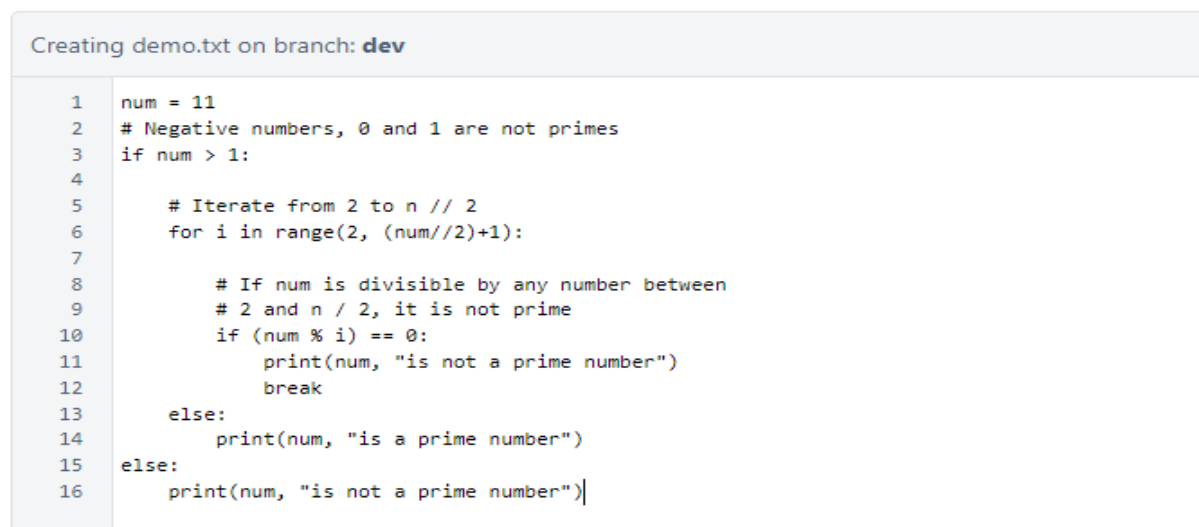 Creating demo.txt on branch: dev
1 num = 11
2 # Negative numbers, 0 and 1 are not primes
3 if num > 1:
4
5     # Iterate from 2 to n // 2
6     for i in range(2, (num//2)+1):
7
8         # If num is divisible by any number between
9         # 2 and n / 2, it is not prime
10         if (num % i) == 0:
11             print(num, "is not a prime number")
12             break
13     else:
14         print(num, "is a prime number")
15 else:
16     print(num, "is not a prime number")